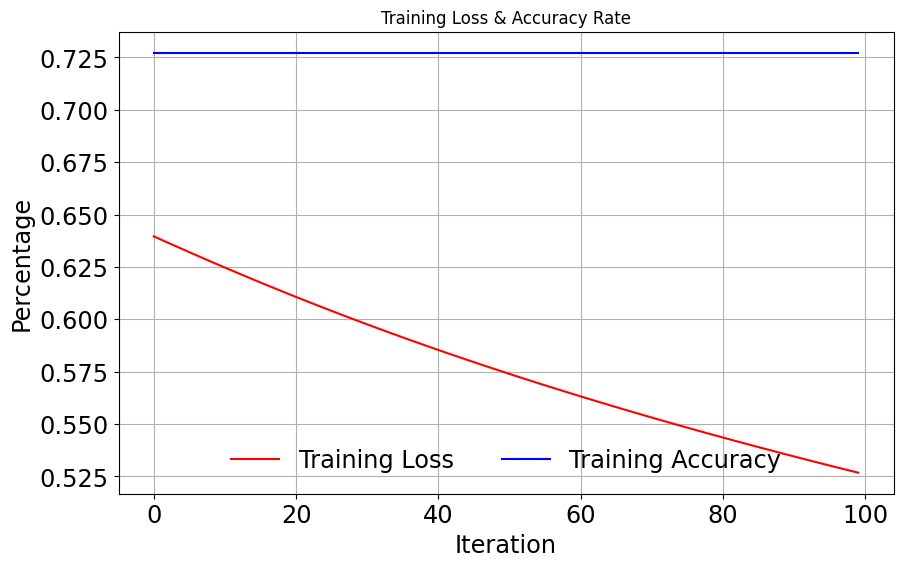 Training Loss & Accuracy Rate
Percentage
0.725
0.700
0.675
0.650
0.625
0.600
0.575
0.550
0.525
Training Loss Training Accuracy
0 20 40 60 80 100
Iteration